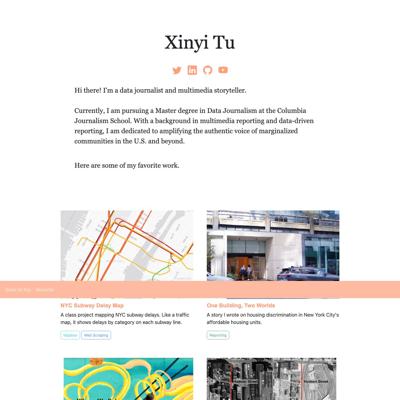 Xinyi Tu
Hi there! I'm a data journalist and multimedia storyteller.
Currently, I am pursuing a Master degree in Data Journalism at the Columbia
Journalism School. With a background in multimedia reporting and data-driven
reporting, I am dedicated to amplifying the authentic voice of marginalized
communities in the U.S. and beyond.
Here are some of my favorite work.
NYC Subway Delay Map
A class project mapping NYC subway delays. Like a traffic
map, it shows delays by category on each subway line.
Mapbox
Web Scraping
One Building, Two Worlds
A story I wrote on housing discrimination in New York City's
affordable housing units.
Reporting